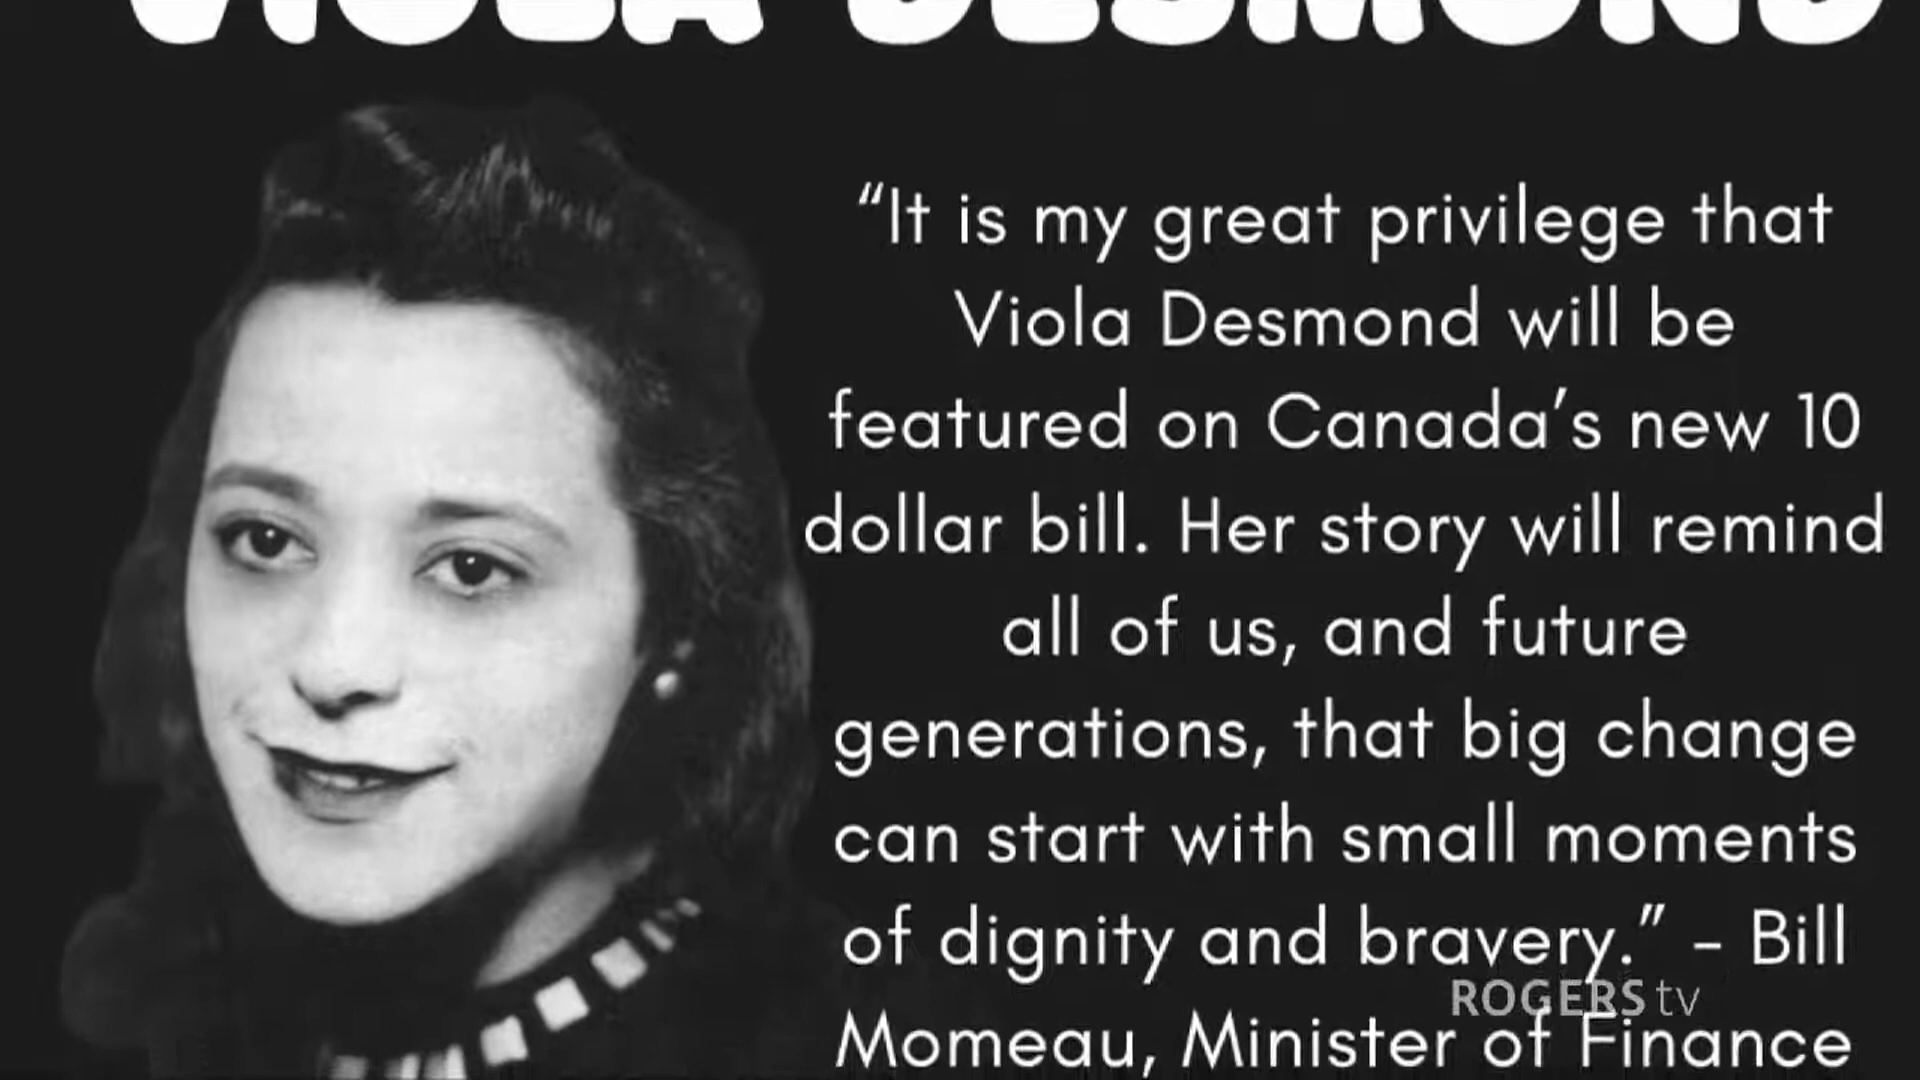 VIOLA DESMOND
“It is my great privilege that
Viola Desmond will be
featured on Canada’s new 10
dollar bill. Her story will remind
all of us, and future
generations, that big change
can start with small moments
of dignity and bravery.” – Bill
ROGERS tv
Momeau, Minister of Finance